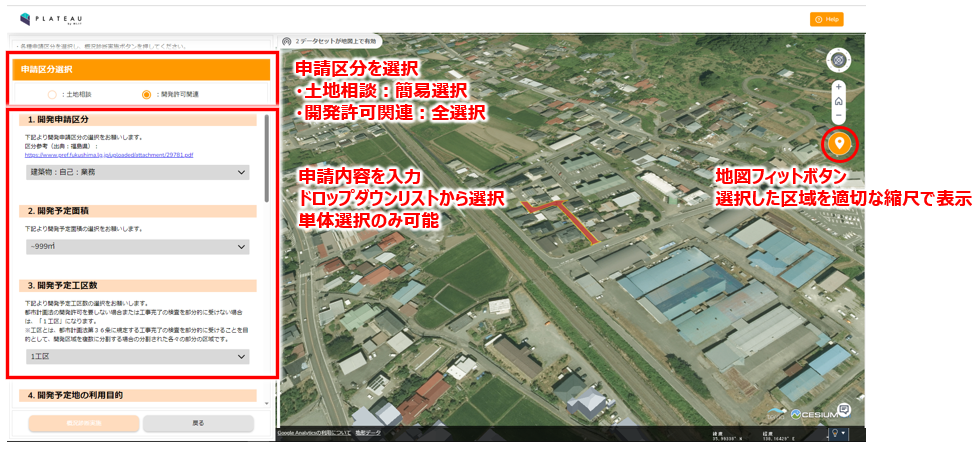 PLATEAU
by MLIT
Help
・各種申請区分を選択し、概況診断実施ボタンを押してください。
2 データセットが地図上で有効
申請区分選択
：土地相談
：開発許可関連
申請区分を選択
・土地相談：簡易選択
・開発許可関連：全選択
1. 開発申請区分
下記より開発申請区分の選択をお願いします。
区分参考（出典：福島県）：
https://www.pref.fukushima.lg.jp/uploaded/attachment/29781.pdf
建築物：自己：業務
申請内容を入力
ドロップダウンリストから選択
単体選択のみ可能
地図フィットボタン
選択した区域を適切な縮尺で表示
2. 開発予定面積
下記より開発予定面積の選択をお願いします。
~999㎡
3. 開発予定工区数
下記より開発予定工区数の選択をお願いします。
都市計画法の開発許可を要しない場合または工事完了の検査を部分的に受けない場合
は、「１工区」になります。
※工区とは、都市計画法第３６条に規定する工事完了の検査を部分的に受けることを目
的として、開発区域を複数に分割する場合の分割された各々の部分の区域です。
1工区
4. 開発予定地の利用目的
戻る
CESIUM
Google Analyticsの利用について
地形データ
緯度
経度